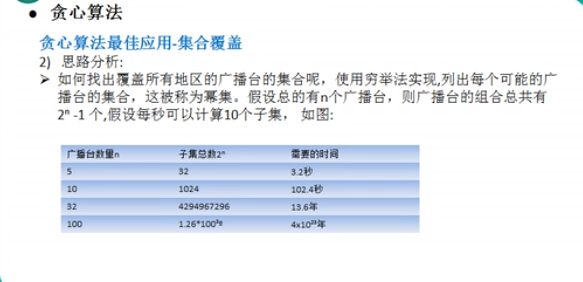 • 贪心算法
贪心算法最佳应用-集合覆盖
2) 思路分析:
➢ 如何找出覆盖所有地区的广播台的集合呢，使用穷举法实现,列出每个可能的广
播台的集合，这被称为幂集。假设总的有n个广播台，则广播台的组合总共有
2ⁿ -1 个,假设每秒可以计算10个子集， 如图:
广播台数量n 子集总数2ⁿ 需要的时间
5 32 3.2秒
10 1024 102.4秒
32 4294967296 13.6年
100 1.26*100³⁰ 4x10²³年